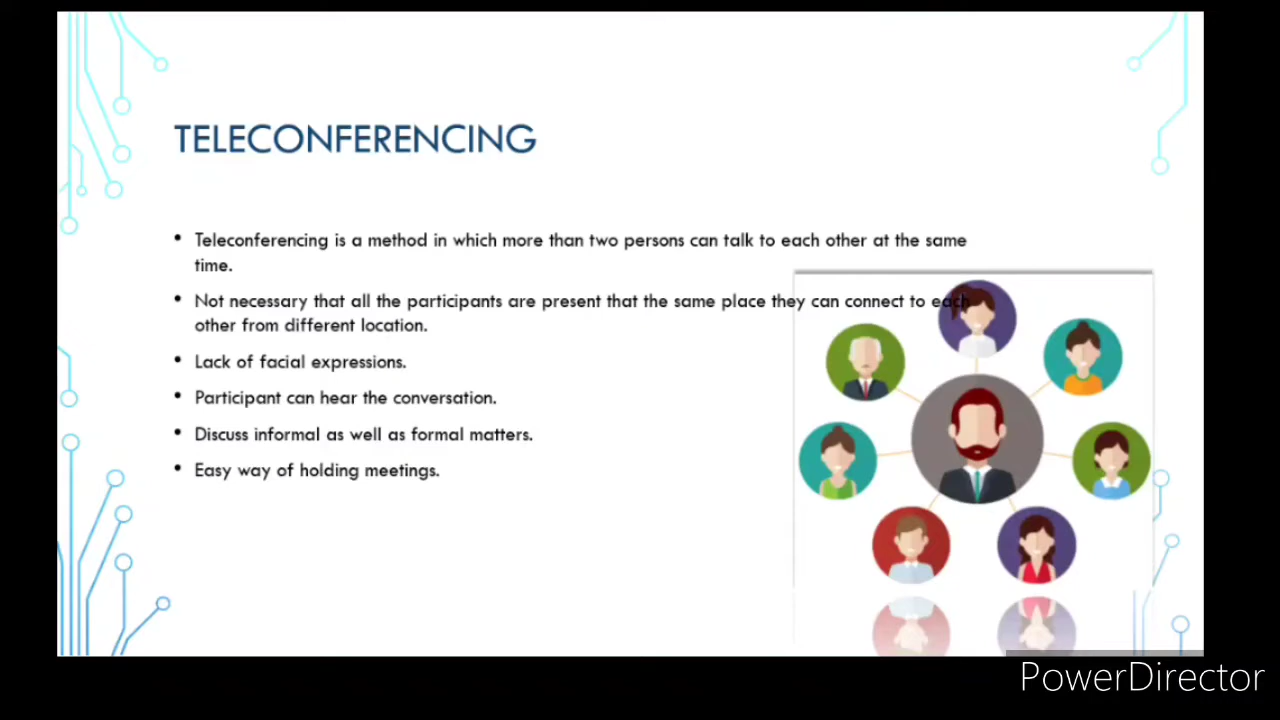 TELECONFERENCING
• Teleconferencing is a method in which more than two persons can talk to each other at the same
time.
• Not necessary that all the participants are present that the same place they can connect to each
other from different location.
• Lack of facial expressions.
• Participant can hear the conversation.
• Discuss informal as well as formal matters.
• Easy way of holding meetings.
PowerDirector